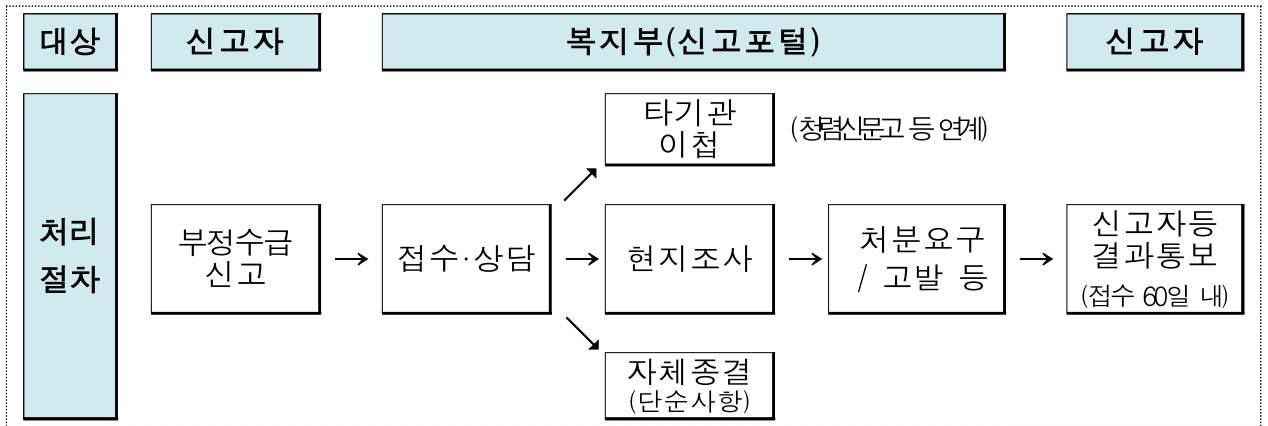 대상
신고자
복지부(신고포털)
신고자
처리
절차
부정수급
신고
접수·상담
타기관
이첩
(청렴신문고 등 연계)
현지조사
자체종결
(단순사항)
처분요구
/ 고발 등
신고자등
결과통보
(접수 60일 내)